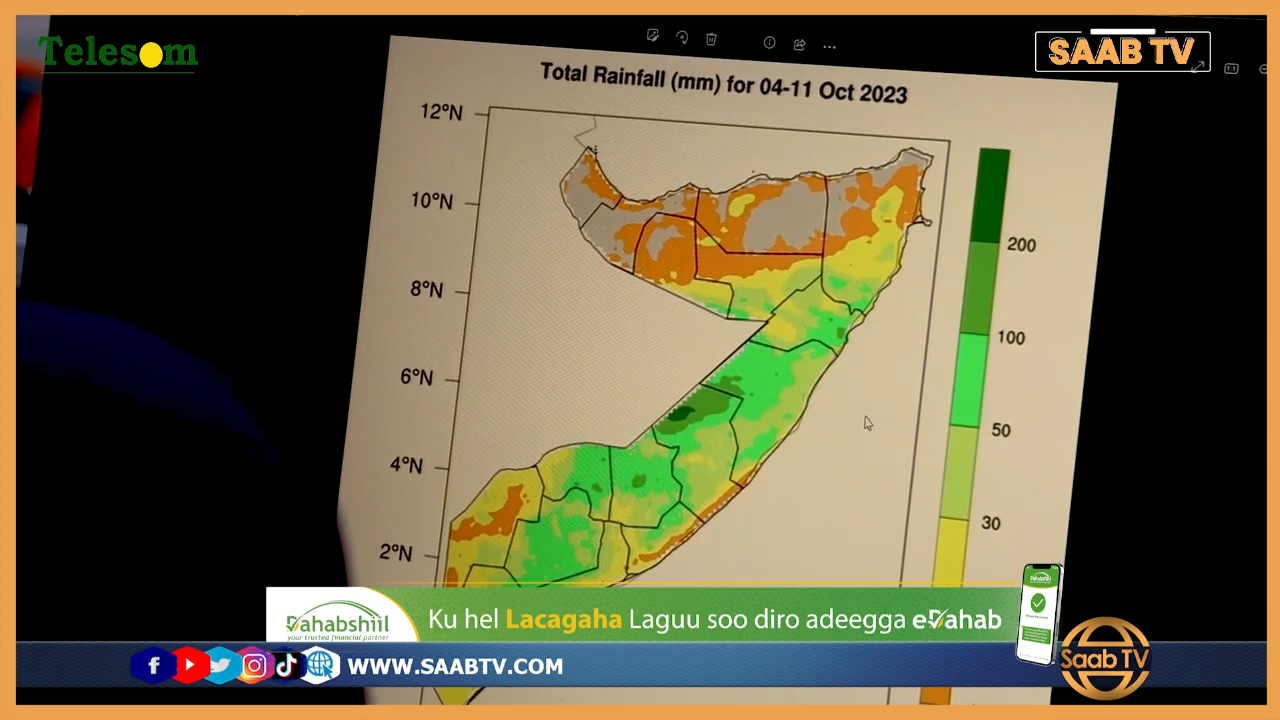 Telesom
SAAB TV
Total Rainfall (mm) for 04-11 Oct 2023
12°N
10°N
8°N
6°N
4°N
2°N
200
100
50
30
Dahabshiil
your trusted financial partner
Ku hel Lacagaha Laguu soo diro adeegga eDahab
WWW.SAABTV.COM
Saab TV